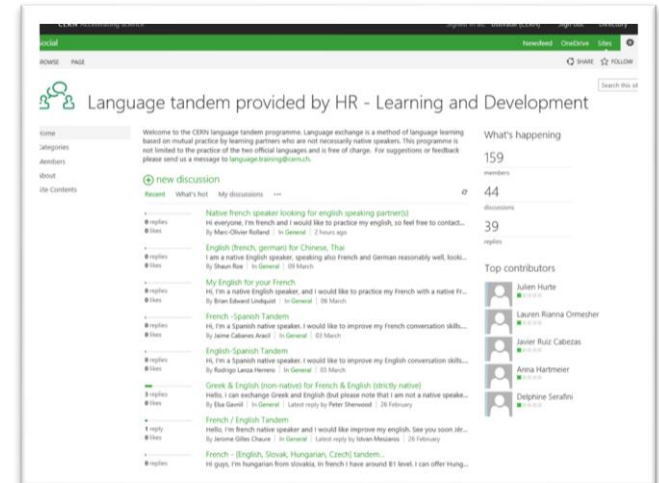 CERN Accelerating science
Sign out Directory
ocial
Newsfeed OneDrive Sites
ROWSE PAGE
SHARE FOLLOW
Search this sit
Language tandem provided by HR - Learning and Development
Home
Categories
Members
About
ite Contents
Welcome to the CERN language tandem programme. Language exchange is a method of language learning
based on mutual practice by learning partners who are not necessarily native speakers. This programme is
not limited to the practice of the two official languages and is free of charge. For suggestions or feedback
please send us a message to language.training@cern.ch.
new discussion
Recent What's hot My discussions ...
0 replies
0 likes
Native french speaker looking for english speaking partner(s)
Hi everyone, I'm french and I would like to practice my english, so feel free to contact...
By Marc-Olivier Rolland | In General | 2 hours ago
0 replies
0 likes
English (french, german) for Chinese, Thai
I am a native English speaker, speaking also French and German reasonably well, looki...
By Shaun Roe | In General | 09 March
0 replies
0 likes
My English for your French
Hi, I'm a native English speaker, and I would like to practice my French with a native Fr...
By Brian Edward Lindquist | In General | 06 March
0 replies
0 likes
French -Spanish Tandem
Hi, I'm a Spanish native speaker. I would like to improve my French conversation skills....
By Jaime Cabanes Aracil | In General | 03 March
0 replies
0 likes
English-Spanish Tandem
Hi, I'm a Spanish native speaker. I would like to improve my English conversation skills...
By Rodrigo Lanza Herrero | In General | 03 March
3 replies
0 likes
Greek & English (non-native) for French & English (strictly native)
Hello, I can exchange Greek and English (but please note that I am not a native speake...
By Elsa Gavriil | In General | Latest reply by Peter Sherwood | 26 February
1 reply
0 likes
French / English Tandem
Hello, I'm french native speaker and I would like improve my english. See you soon Jér...
By Jerome Gilles Chaure | In General | Latest reply by Istvan Mesiaros | 26 February
0 replies
French - [English, Slovak, Hungarian, Czech] tandem...
Hi guys, I'm hungarian from slovakia, in french I have around B1 level. I can offer Hung...
What's happening
159
members
44
discussions
39
replies
Top contributors
Julien Hurte
Lauren Rianna Ormesher
Javier Ruiz Cabezas
Anna Hartmeier
Delphine Serafini